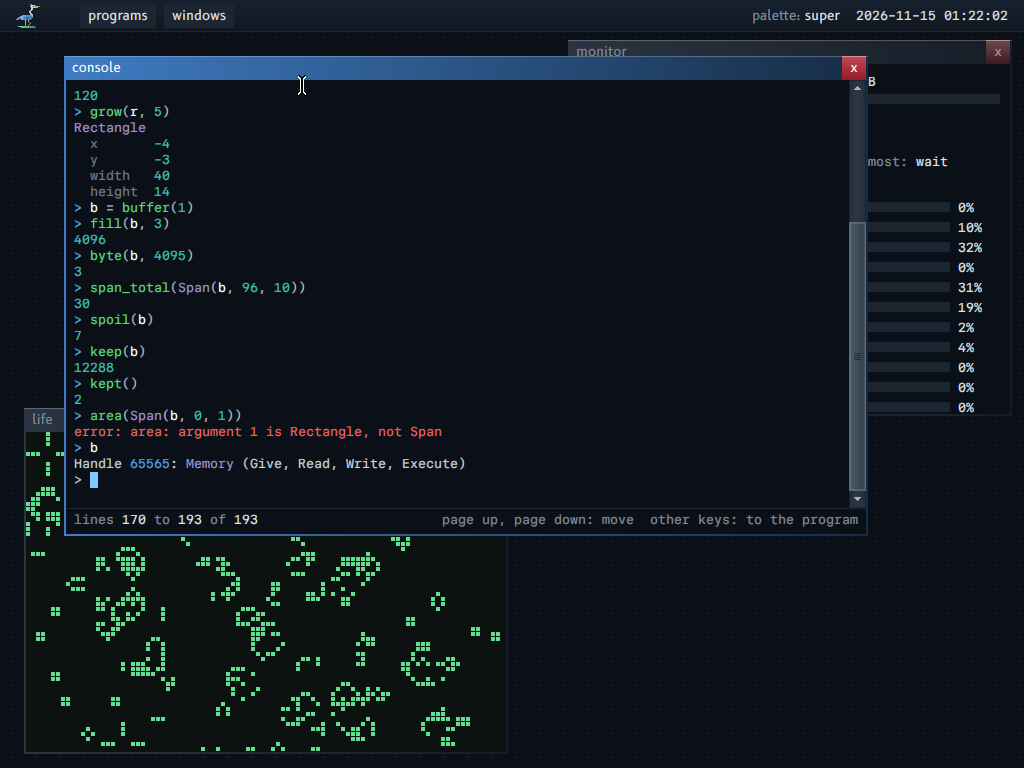 programs windows palette: super 2026-11-15 01:22:02
monitor x
console x
B
120
> grow(r, 5)
Rectangle
x -4
y -3
most: wait
width 40
height 14
> b = buffer(1)
0%
> fill(b, 3)
10%
4096
32%
> byte(b, 4095)
0%
3
> span_total(Span(b, 96, 10))
31%
30
19%
> spoil(b)
2%
7
4%
> keep(b)
12288
0%
> kept()
0%
2
0%
> area(Span(b, 0, 1))
life
error: area: argument 1 is Rectangle, not Span
> b
Handle 65565: Memory (Give, Read, Write, Execute)
>
lines 170 to 193 of 193 page up, page down: move other keys: to the program